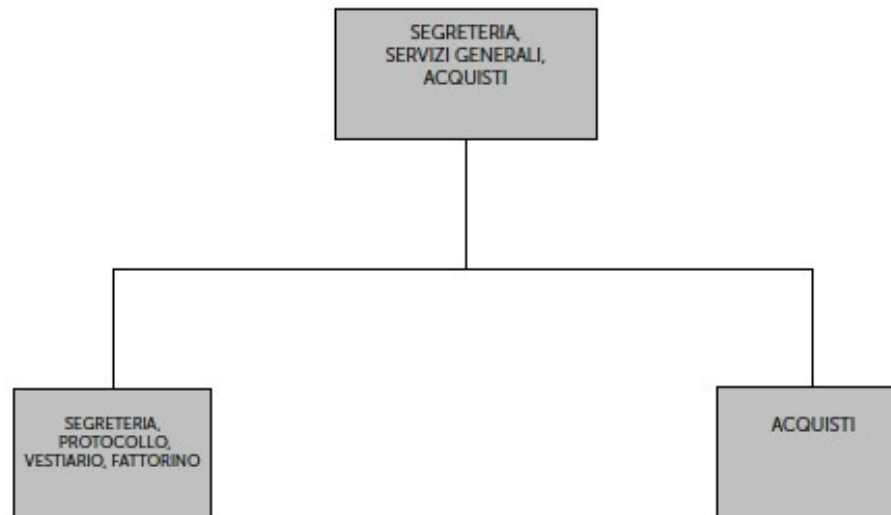 SEGRETERIA,
SERVIZI GENERALI,
ACQUISTI
SEGRETERIA,
PROTOCOLLO,
VESTIARIO, FATTORINO
ACQUISTI